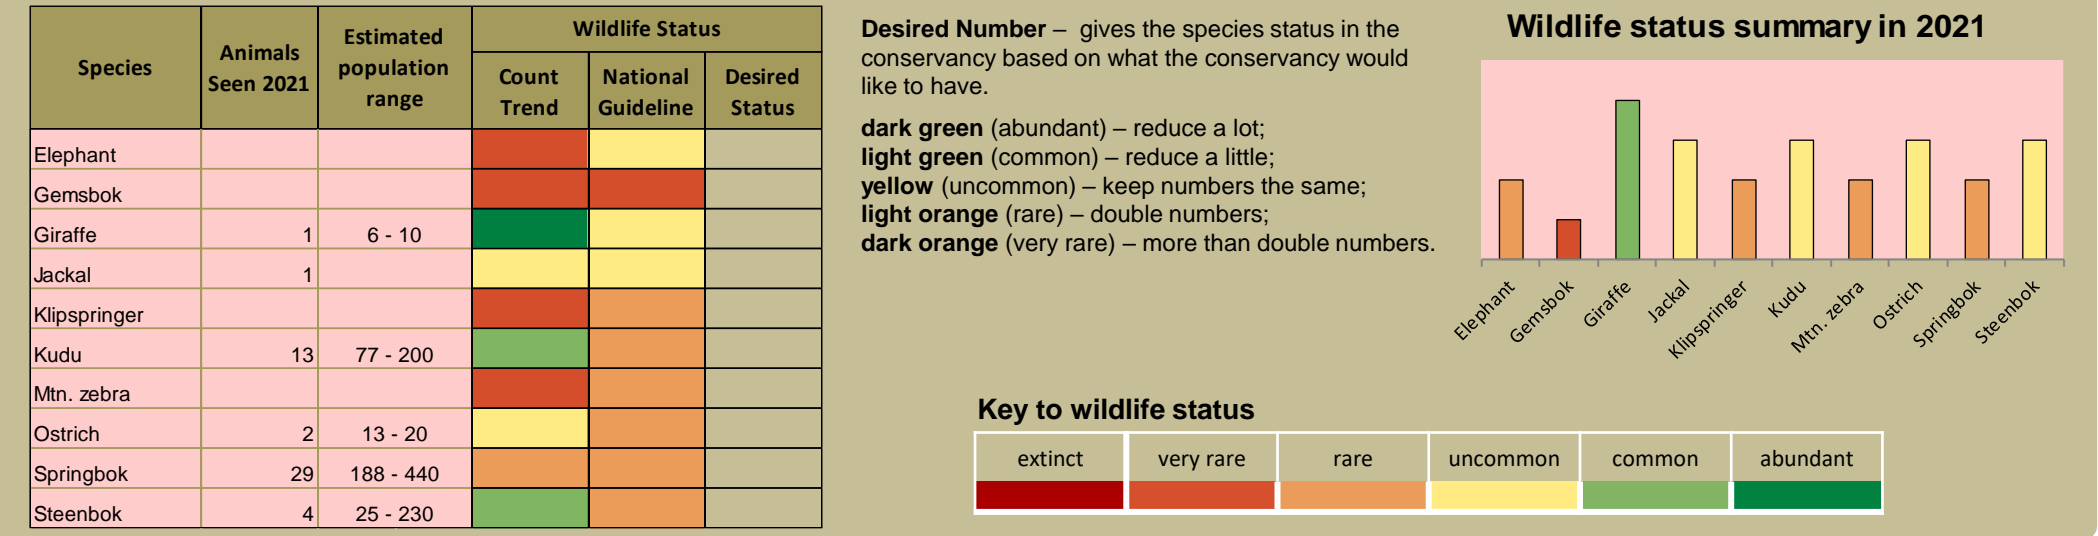 Species
Animals
Seen 2021
Estimated
population
range
Wildlife Status
Count
Trend
National
Guideline
Desired
Status
Elephant
Gemsbok
Giraffe 1 6 - 10
Jackal 1
Klipspringer
Kudu 13 77 - 200
Mtn. zebra
Ostrich 2 13 - 20
Springbok 29 188 - 440
Steenbok 4 25 - 230
Desired Number – gives the species status in the
conservancy based on what the conservancy would
like to have.
dark green (abundant) – reduce a lot;
light green (common) – reduce a little;
yellow (uncommon) – keep numbers the same;
light orange (rare) – double numbers;
dark orange (very rare) – more than double numbers.
Wildlife status summary in 2021
Elephant
Gemsbok
Giraffe
Jackal
Klipspringer
Kudu
Mtn. zebra
Ostrich
Springbok
Steenbok
Key to wildlife status
extinct very rare rare uncommon common abundant